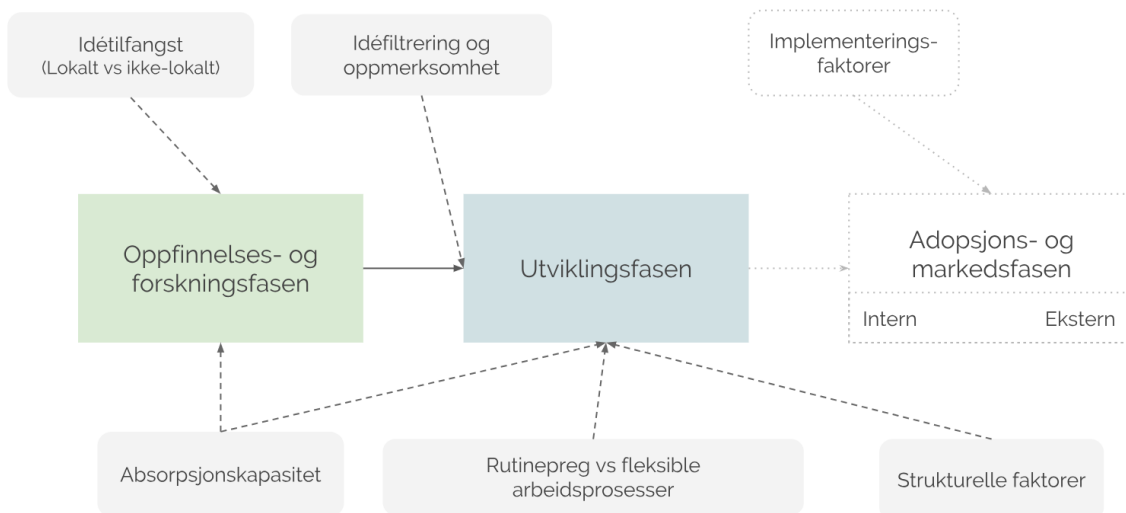 Idétilfangst
(Lokalt vs ikke-lokalt)
Idéfiltrering og
oppmerksomhet
Implementerings-
faktorer
Oppfinnelses- og
forskningsfasen
Utviklingsfasen
Adopsjons- og
markedsfasen
Intern
Ekstern
Absorpsjonskapasitet
Rutinepreg vs fleksible
arbeidsprosesser
Strukturelle faktorer